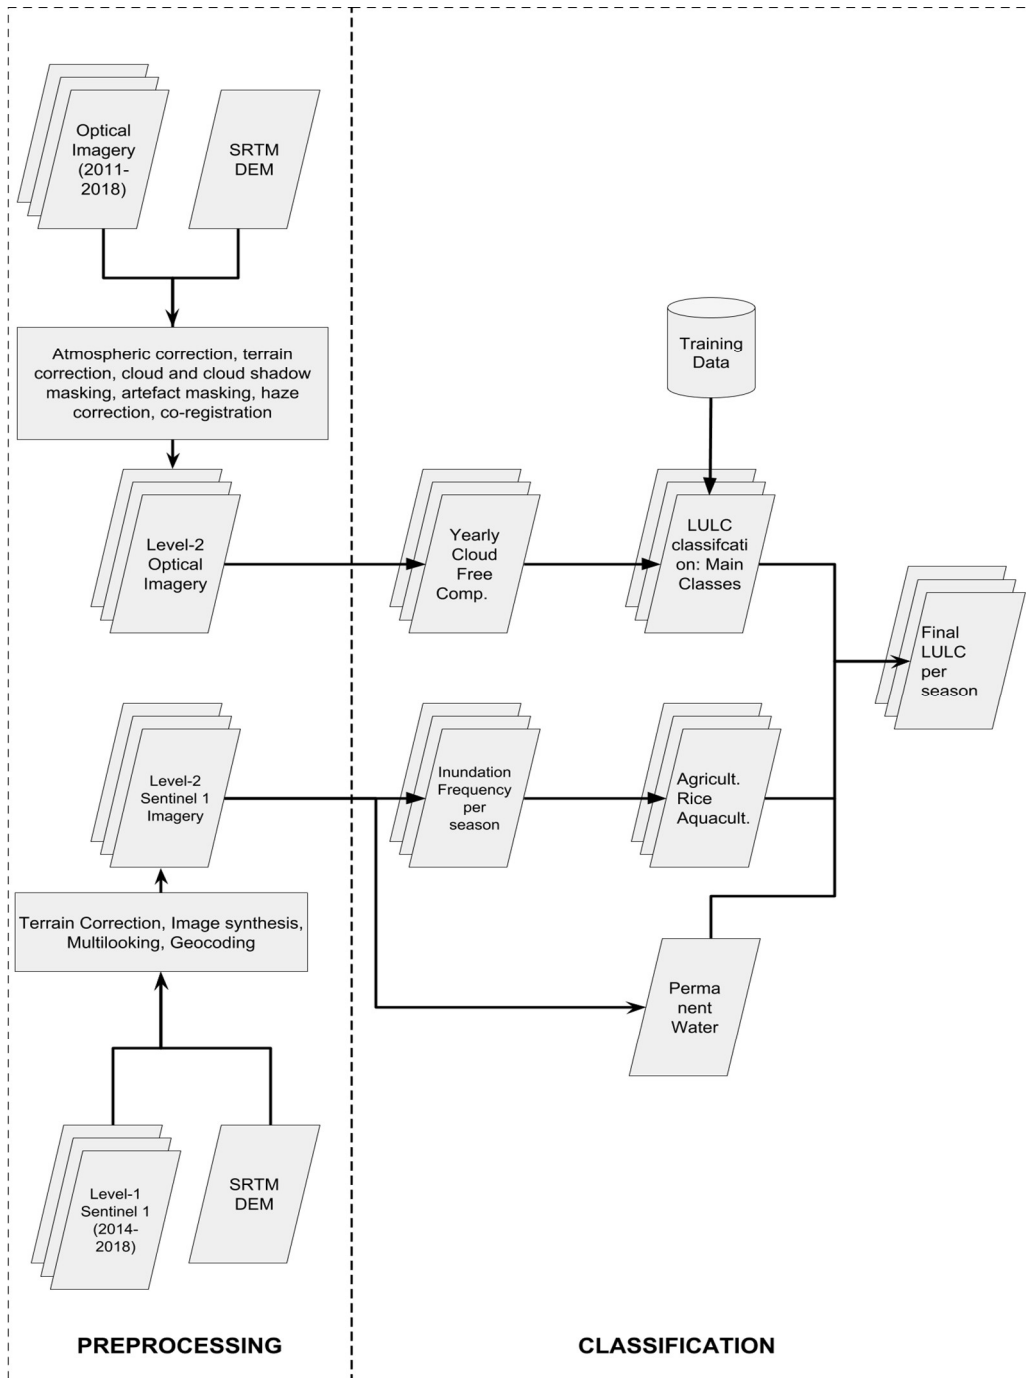 Optical
Imagery
(2011-
2018)
SRTM
DEM
Atmospheric correction, terrain
correction, cloud and cloud shadow
masking, artefact masking, haze
correction, co-registration
Training
Data
Level-2
Optical
Imagery
Yearly
Cloud
Free
Comp.
LULC
classifcati
on: Main
Classes
Final
LULC
per
season
Level-2
Sentinel 1
Imagery
Inundation
Frequency
per
season
Agricult.
Rice
Aquacult.
Terrain Correction, Image synthesis,
Multilooking, Geocoding
Perma
nent
Water
Level-1
Sentinel 1
(2014-
2018)
SRTM
DEM
PREPROCESSING
CLASSIFICATION